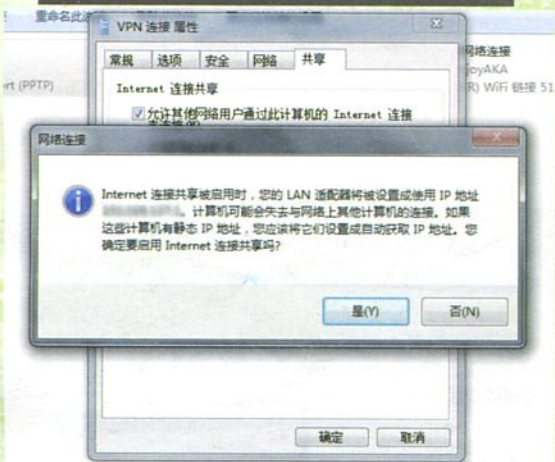 重命名此
VPN 连接 属性
常规 选项 安全 网络 共享
网络连接
joyAKA
rt (PPTP)
R) WiFi 链接 51
Internet 连接共享
允许其他网络用户通过此计算机的 Internet 连接
来连接(N)
网络连接
Internet 连接共享被启用时，您的 LAN 适配器将被设置成使用 IP 地址
。计算机可能会失去与网络上其他计算机的连接。如果
这些计算机有静态 IP 地址，您应该将它们设置成自动获取 IP 地址。您
确定要启用 Internet 连接共享吗?
是(Y) 否(N)
确定 取消